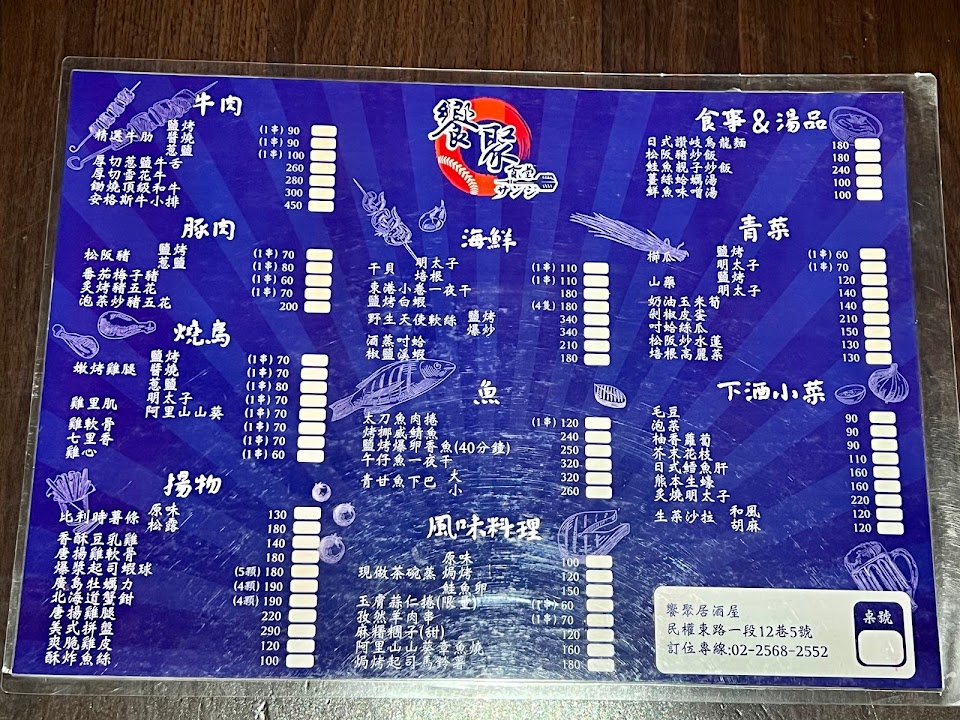 牛肉
精選牛肋 鹽烤 (1串) 90
醬燒 (1串) 90
蔥鹽 (1串) 100
厚切蔥鹽牛舌 260
厚切雪花牛 280
鋤燒頂級和牛 300
安格斯牛小排 450
豚肉
松阪豬 鹽烤 (1串) 70
蔥鹽 (1串) 80
番茄梅子豬 (1串) 60
炙烤豬五花 (1串) 70
泡菜炒豬五花 200
燒鳥
嫩烤雞腿 鹽烤 (1串) 70
醬燒 (1串) 70
蔥鹽 (1串) 80
雞里肌 明太子 (1串) 70
阿里山山葵 (1串) 70
雞軟骨 (1串) 70
七里香 (1串) 70
雞心 (1串) 60
揚物
比利時薯條 原味 130
松露 180
香酥豆乳雞 140
唐揚雞軟骨 180
爆漿起司蝦球 (5顆) 180
廣島牡蠣力 (4顆) 190
北海道蟹鉗 (4顆) 190
唐揚雞腿 220
美式拼盤 290
爽脆雞皮 120
酥炸魚絲 100
饗聚
海鮮
干貝 明太子 (1串) 110
培根 (1串) 110
東港小卷一夜干 180
鹽烤白蝦 (4隻) 180
野生天使軟絲 鹽烤 340
爆炒 340
酒蒸吋蛤 210
椒鹽溪蝦 180
魚
太刀魚肉捲 (1串) 120
烤挪威鯖魚 240
鹽烤爆卵香魚(40分鐘) 250
午仔魚一夜干 320
青甘魚下巴 大 320
小 260
風味料理
現做茶碗蒸 原味 100
焗烤 120
鮭魚卵 120
玉膚蒜仁捲(限量) (1串) 60
孜然羊肉串 (1串) 70
麻糬糰子(甜) 120
阿里山山葵章魚燒 160
焗烤起司馬鈴薯 180
食事&湯品
日式讚岐烏龍麵 180
松阪豬炒飯 180
鮭魚親子炒飯 240
薑絲蛤蠣湯 100
鮮魚味噌湯 100
青菜
櫛瓜 鹽烤 (1串) 60
明太子 (1串) 70
山藥 鹽烤 120
明太子 140
奶油玉米筍 140
剝椒皮蛋 210
吋蛤絲瓜 150
松阪炒水蓮 130
培根高麗菜 130
下酒小菜
毛豆 90
泡菜 90
柚香蘿蔔 90
芥末花枝 110
日式鱈魚肝 160
熊本生蠔 160
炙燒明太子 220
生菜沙拉 和風 120
胡麻 120
饗聚居酒屋
民權東路一段12巷5號
訂位專線:02-2568-2552
桌號